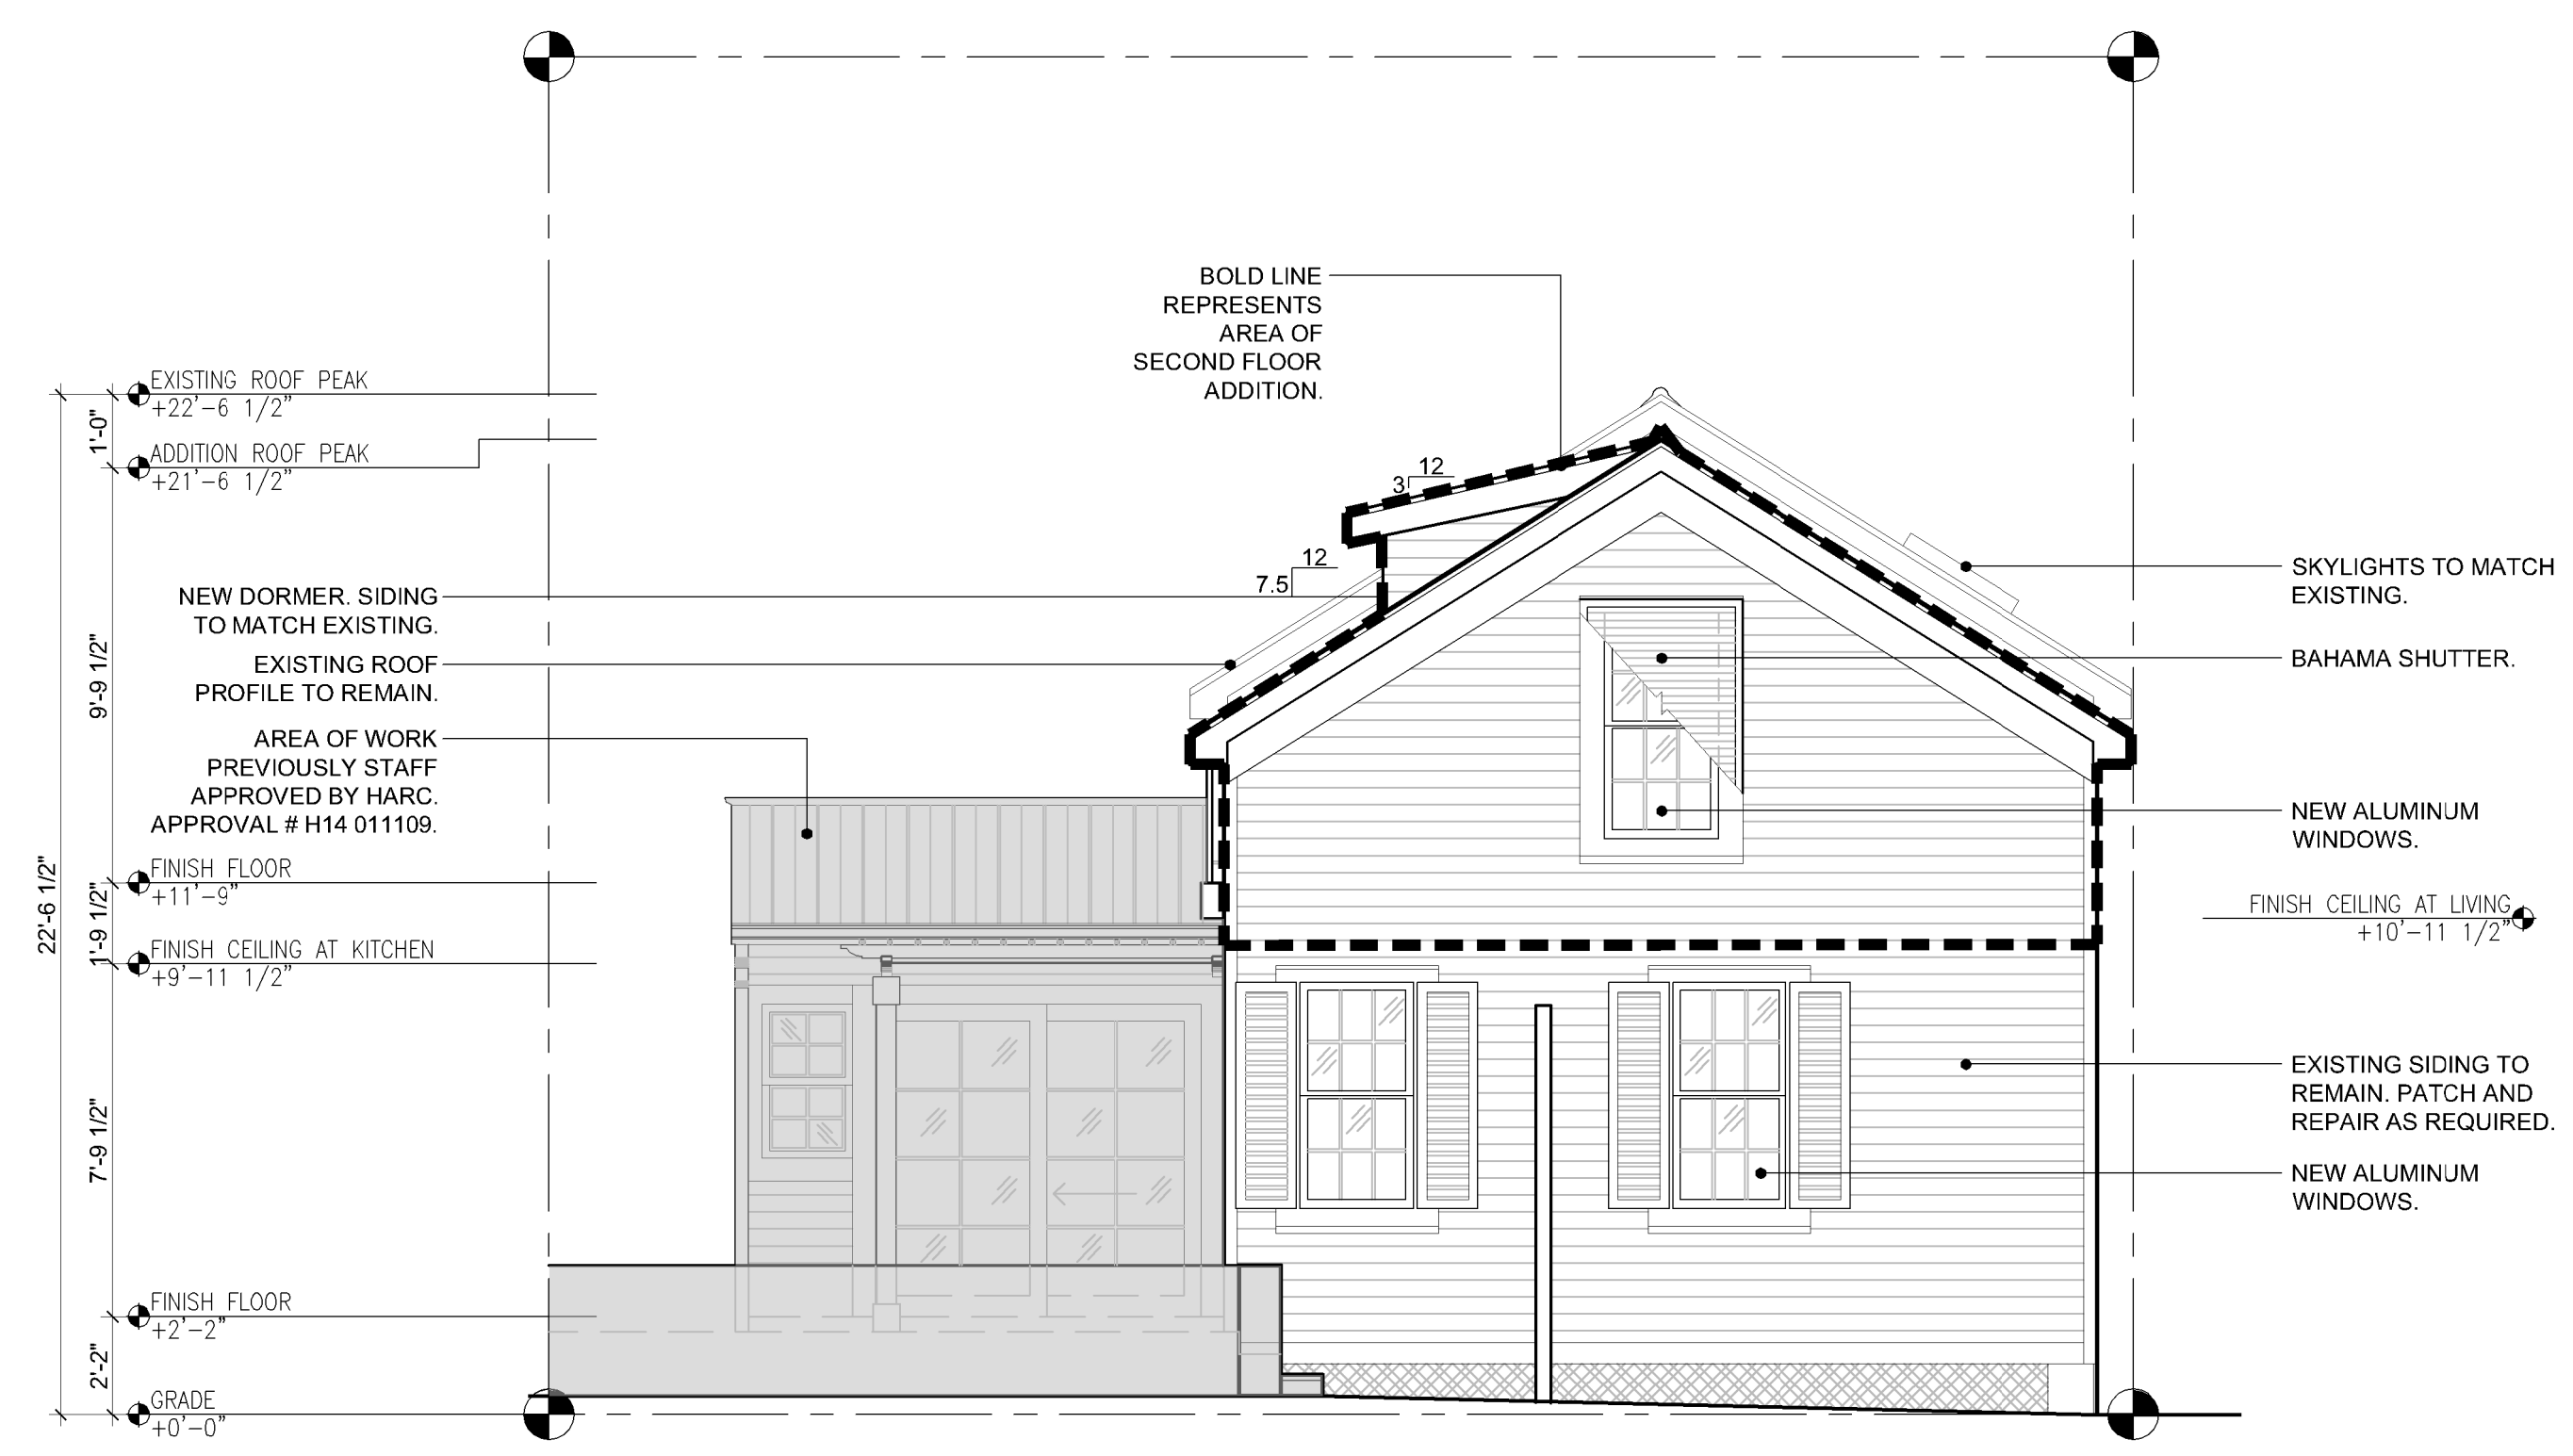 BOLD LINE
REPRESENTS
AREA OF
SECOND FLOOR
ADDITION.
EXISTING ROOF PEAK
+22'-6 1/2"
1'-0"
ADDITION ROOF PEAK
+21'-6 1/2"
12
3
12
7.5
NEW DORMER. SIDING
TO MATCH EXISTING.
EXISTING ROOF
PROFILE TO REMAIN.
AREA OF WORK
PREVIOUSLY STAFF
APPROVED BY HARC.
APPROVAL # H14 011109.
9'-9 1/2"
FINISH FLOOR
+11'-9"
22'-6 1/2"
1'-9 1/2"
FINISH CEILING AT KITCHEN
+9'-11 1/2"
7'-9 1/2"
FINISH FLOOR
+2'-2"
2'-2"
GRADE
+0'-0"
SKYLIGHTS TO MATCH
EXISTING.
BAHAMA SHUTTER.
NEW ALUMINUM
WINDOWS.
FINISH CEILING AT LIVING
+10'-11 1/2"
EXISTING SIDING TO
REMAIN. PATCH AND
REPAIR AS REQUIRED.
NEW ALUMINUM
WINDOWS.